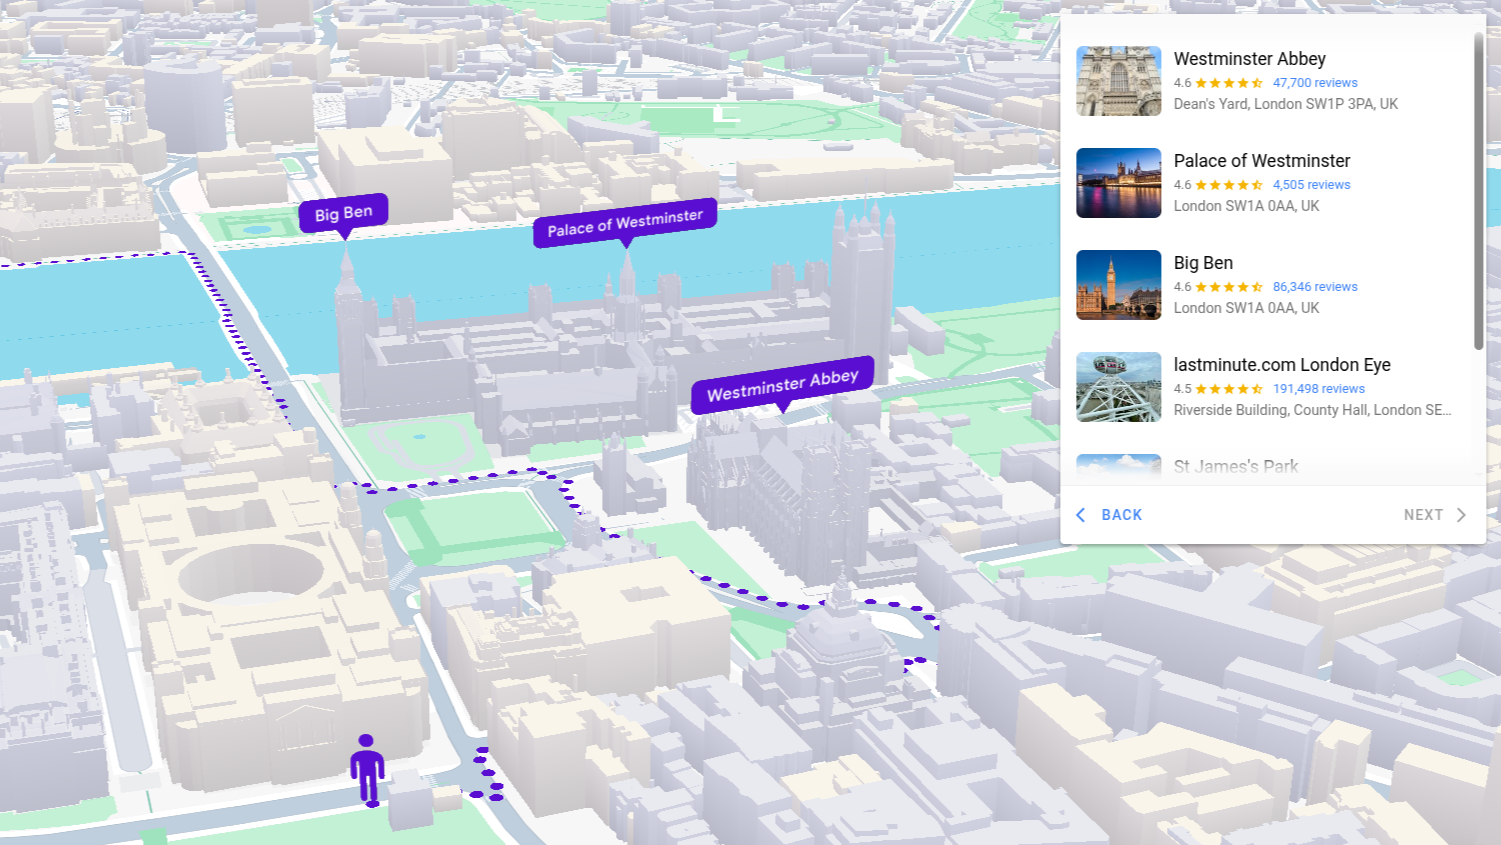 Big Ben
Palace of Westminster
Westminster Abbey
Westminster Abbey
4.6 47,700 reviews
Dean's Yard, London SW1P 3PA, UK
Palace of Westminster
4.6 4,505 reviews
London SW1A 0AA, UK
Big Ben
4.6 86,346 reviews
London SW1A 0AA, UK
lastminute.com London Eye
4.5 191,498 reviews
Riverside Building, County Hall, London SE...
St James's Park
BACK NEXT